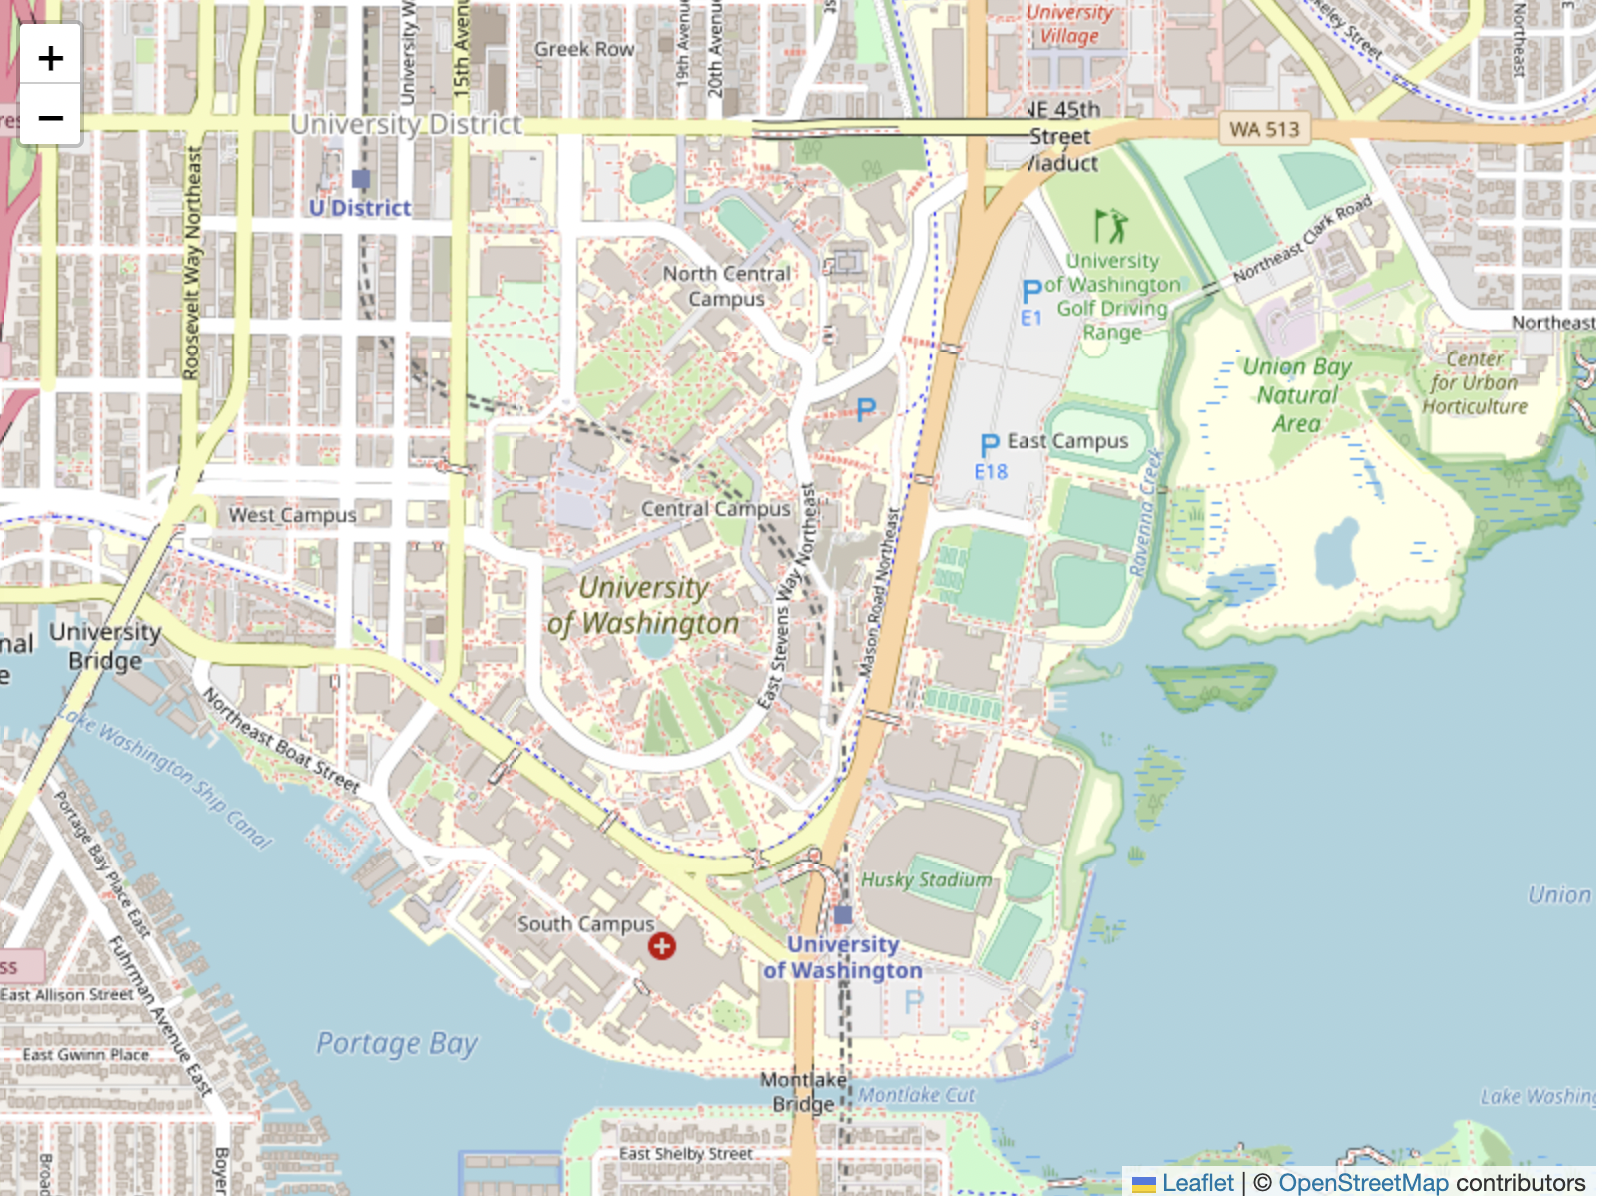 +
−
University
Village
Greek Row
15th Avenu
University W
19th Avenue
20th Avenue
Northeast
NE 45th
Street
Viaduct
WA 513
University District
U District
Roosevelt Way Northeast
North Central
Campus
University
of Washington
Golf Driving
Range
P
E1
Northeast Clark Road
Northeast
Union Bay
Natural
Area
Center
for Urban
Horticulture
P
P
E18
East Campus
West Campus
Central Campus
University
of Washington
East Stevens Way Northeast
Mason Road Northeast
Ravenna Creek
University
Bridge
nal
e
Northeast Boat Street
Lake Washington Ship Canal
Portage Bay Place East
Fuhrman Avenue East
Husky Stadium
Union
South Campus
University
of Washington
P
ss
East Allison Street
East Gwinn Place
Portage Bay
Montlake
Bridge
Montlake Cut
Lake Washing
East Shelby Street
Broad
Boyer
Leaflet | © OpenStreetMap contributors